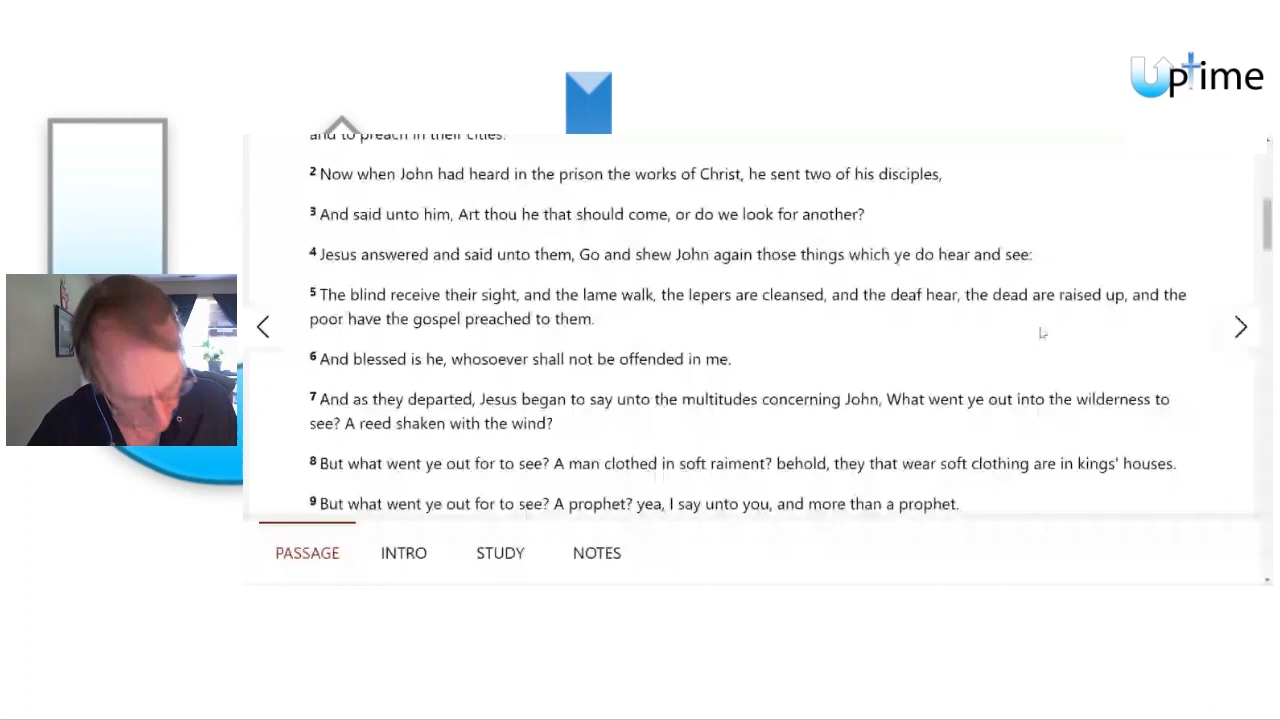 Uptime
and to preach in their cities.
2 Now when John had heard in the prison the works of Christ, he sent two of his disciples,
3 And said unto him, Art thou he that should come, or do we look for another?
4 Jesus answered and said unto them, Go and shew John again those things which ye do hear and see:
5 The blind receive their sight, and the lame walk, the lepers are cleansed, and the deaf hear, the dead are raised up, and the
poor have the gospel preached to them.
6 And blessed is he, whosoever shall not be offended in me.
7 And as they departed, Jesus began to say unto the multitudes concerning John, What went ye out into the wilderness to
see? A reed shaken with the wind?
8 But what went ye out for to see? A man clothed in soft raiment? behold, they that wear soft clothing are in kings' houses.
9 But what went ye out for to see? A prophet? yea, I say unto you, and more than a prophet.
PASSAGE INTRO STUDY NOTES